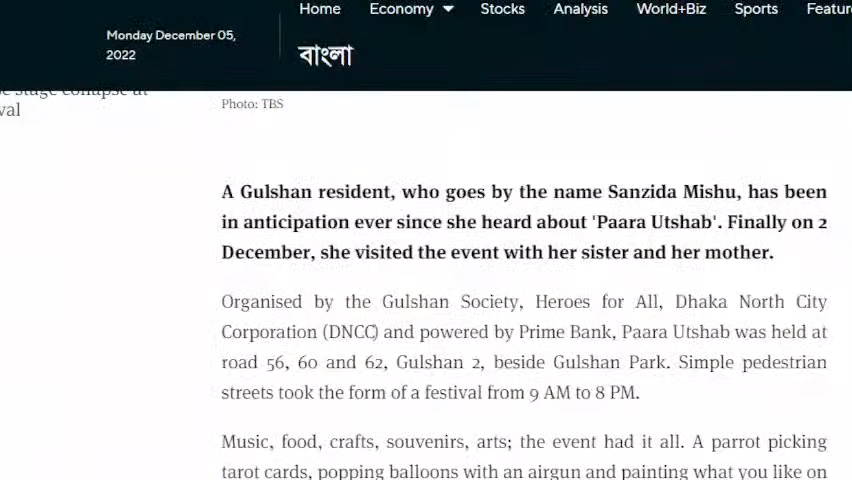 Home Economy Stocks Analysis World+Biz Sports Featur
Monday December 05,
2022
বাংলা
stage collapse at
val
Photo: TBS
A Gulshan resident, who goes by the name Sanzida Mishu, has been
in anticipation ever since she heard about 'Paara Utshab'. Finally on 2
December, she visited the event with her sister and her mother.
Organised by the Gulshan Society, Heroes for All, Dhaka North City
Corporation (DNCC) and powered by Prime Bank, Paara Utshab was held at
road 56, 60 and 62, Gulshan 2, beside Gulshan Park. Simple pedestrian
streets took the form of a festival from 9 AM to 8 PM.
Music, food, crafts, souvenirs, arts; the event had it all. A parrot picking
tarot cards, popping balloons with an airgun and painting what you like on